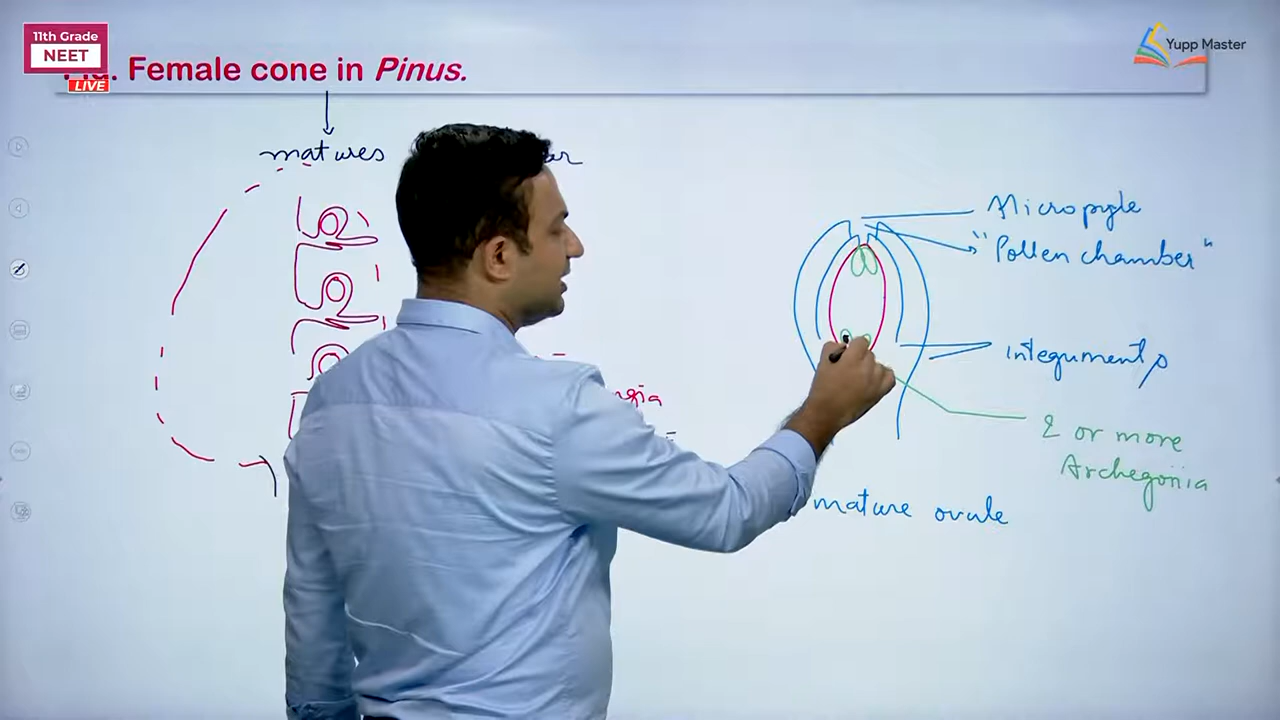 11th Grade
NEET
LIVE
Yupp Master
Female cone in Pinus.
matures
Micropyle
"Pollen chamber"
integuments
2 or more
Archegonia
mature ovule